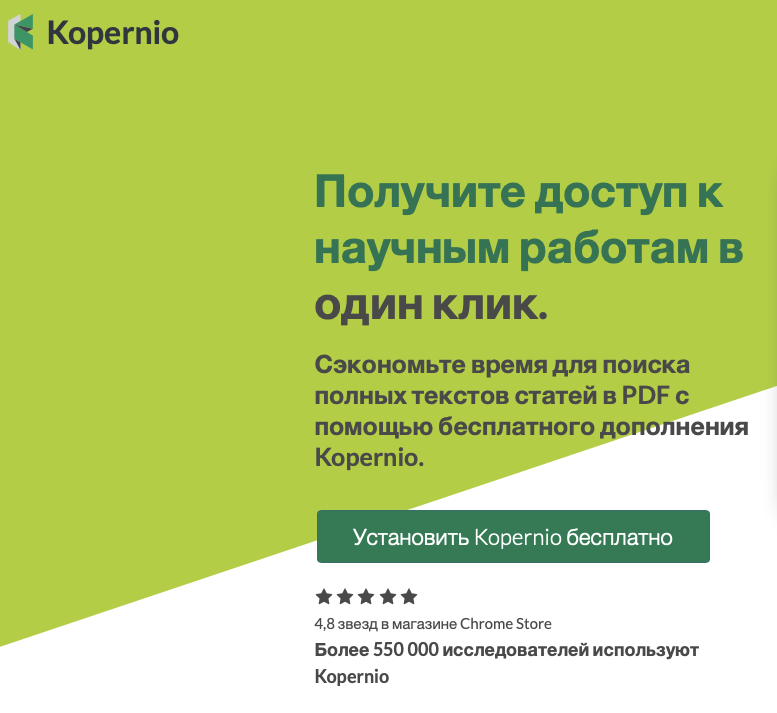 Kopernio
Получите доступ к
научным работам в
один клик.
Сэкономьте время для поиска
полных текстов статей в PDF с
помощью бесплатного дополнения
Kopernio.
Установить Kopernio бесплатно
4,8 звезд в магазине Chrome Store
Более 550 000 исследователей используют
Kopernio